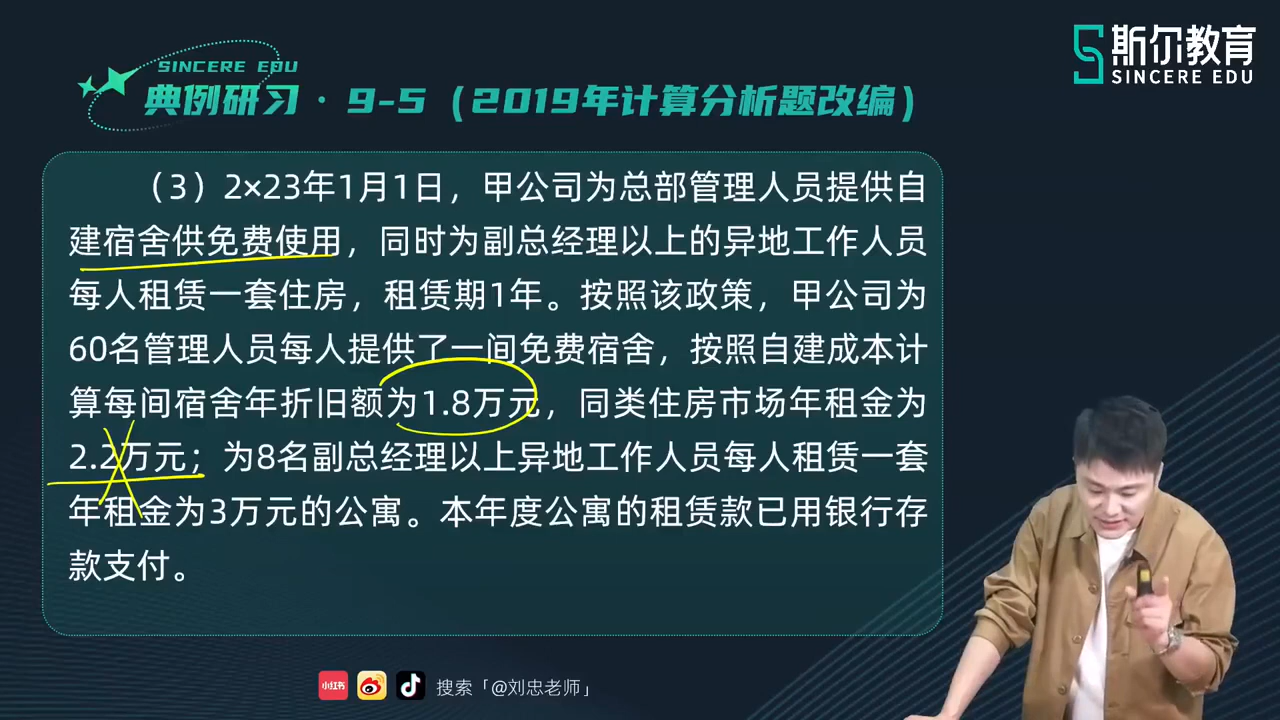 斯尔教育
SINCERE EDU
SINCERE EDU
典例研习·9-5（2019年计算分析题改编）
（3）2×23年1月1日，甲公司为总部管理人员提供自
建宿舍供免费使用，同时为副总经理以上的异地工作人员
每人租赁一套住房，租赁期1年。按照该政策，甲公司为
60名管理人员每人提供了一间免费宿舍，按照自建成本计
算每间宿舍年折旧额为1.8万元，同类住房市场年租金为
2.2万元；为8名副总经理以上异地工作人员每人租赁一套
年租金为3万元的公寓。本年度公寓的租赁款已用银行存
款支付。
小红书
搜索「@刘忠老师」